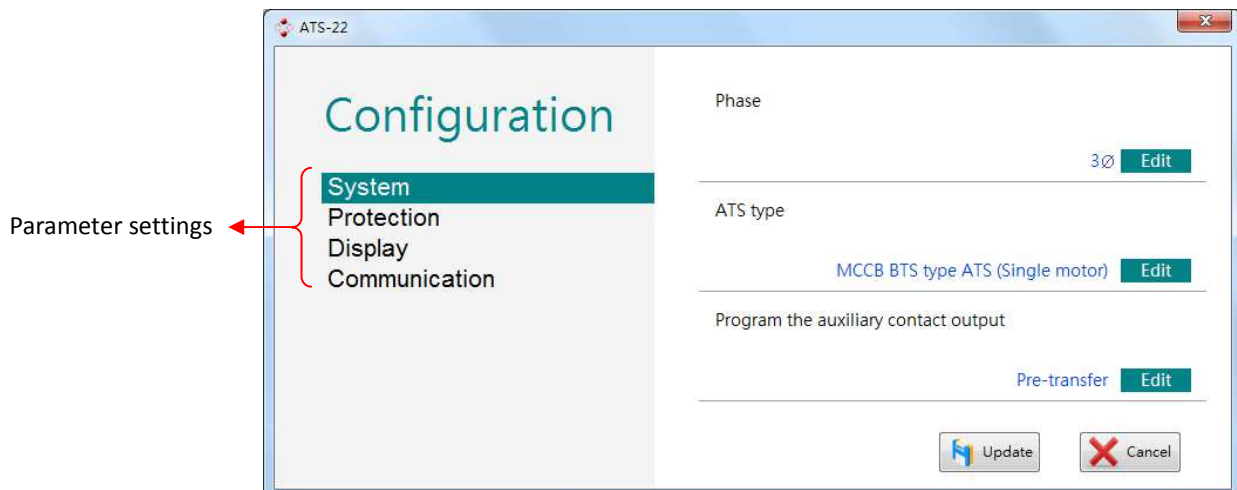 ATS-22
Configuration
Parameter settings
System
Protection
Display
Communication
Phase
3∅ Edit
ATS type
MCCB BTS type ATS (Single motor) Edit
Program the auxiliary contact output
Pre-transfer Edit
Update Cancel